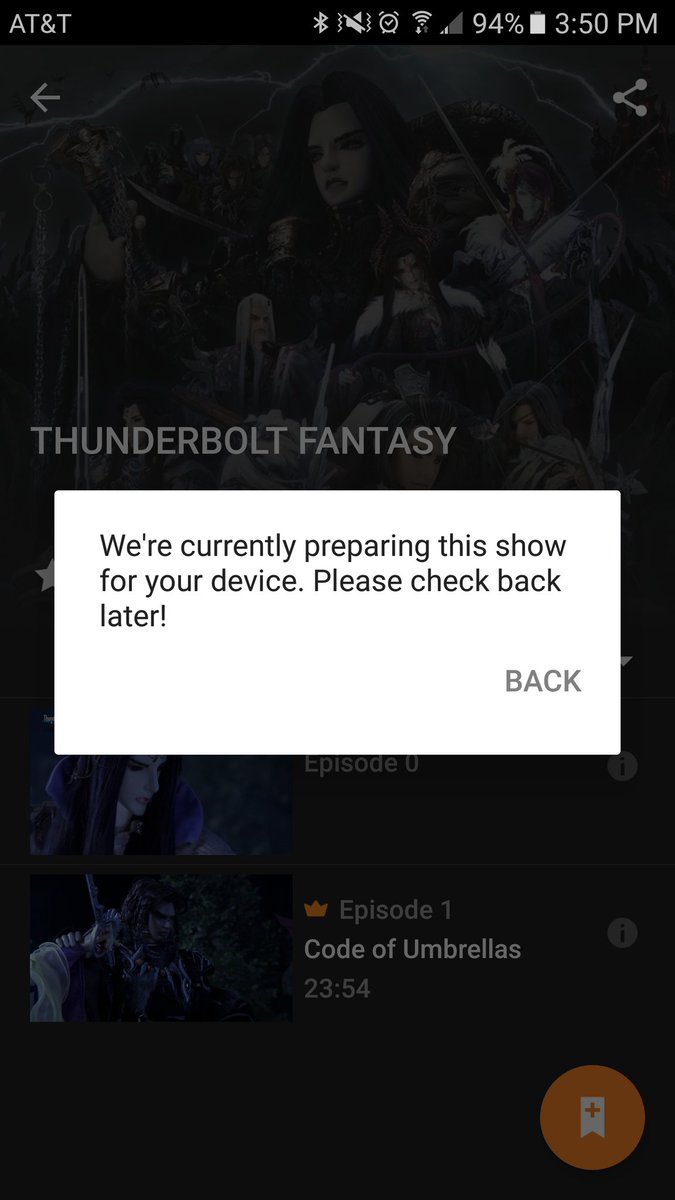 AT&T 94% 3:50 PM
THUNDERBOLT FANTASY
We're currently preparing this show
for your device. Please check back
later!
BACK
Episode 0
Episode 1
Code of Umbrellas
23:54